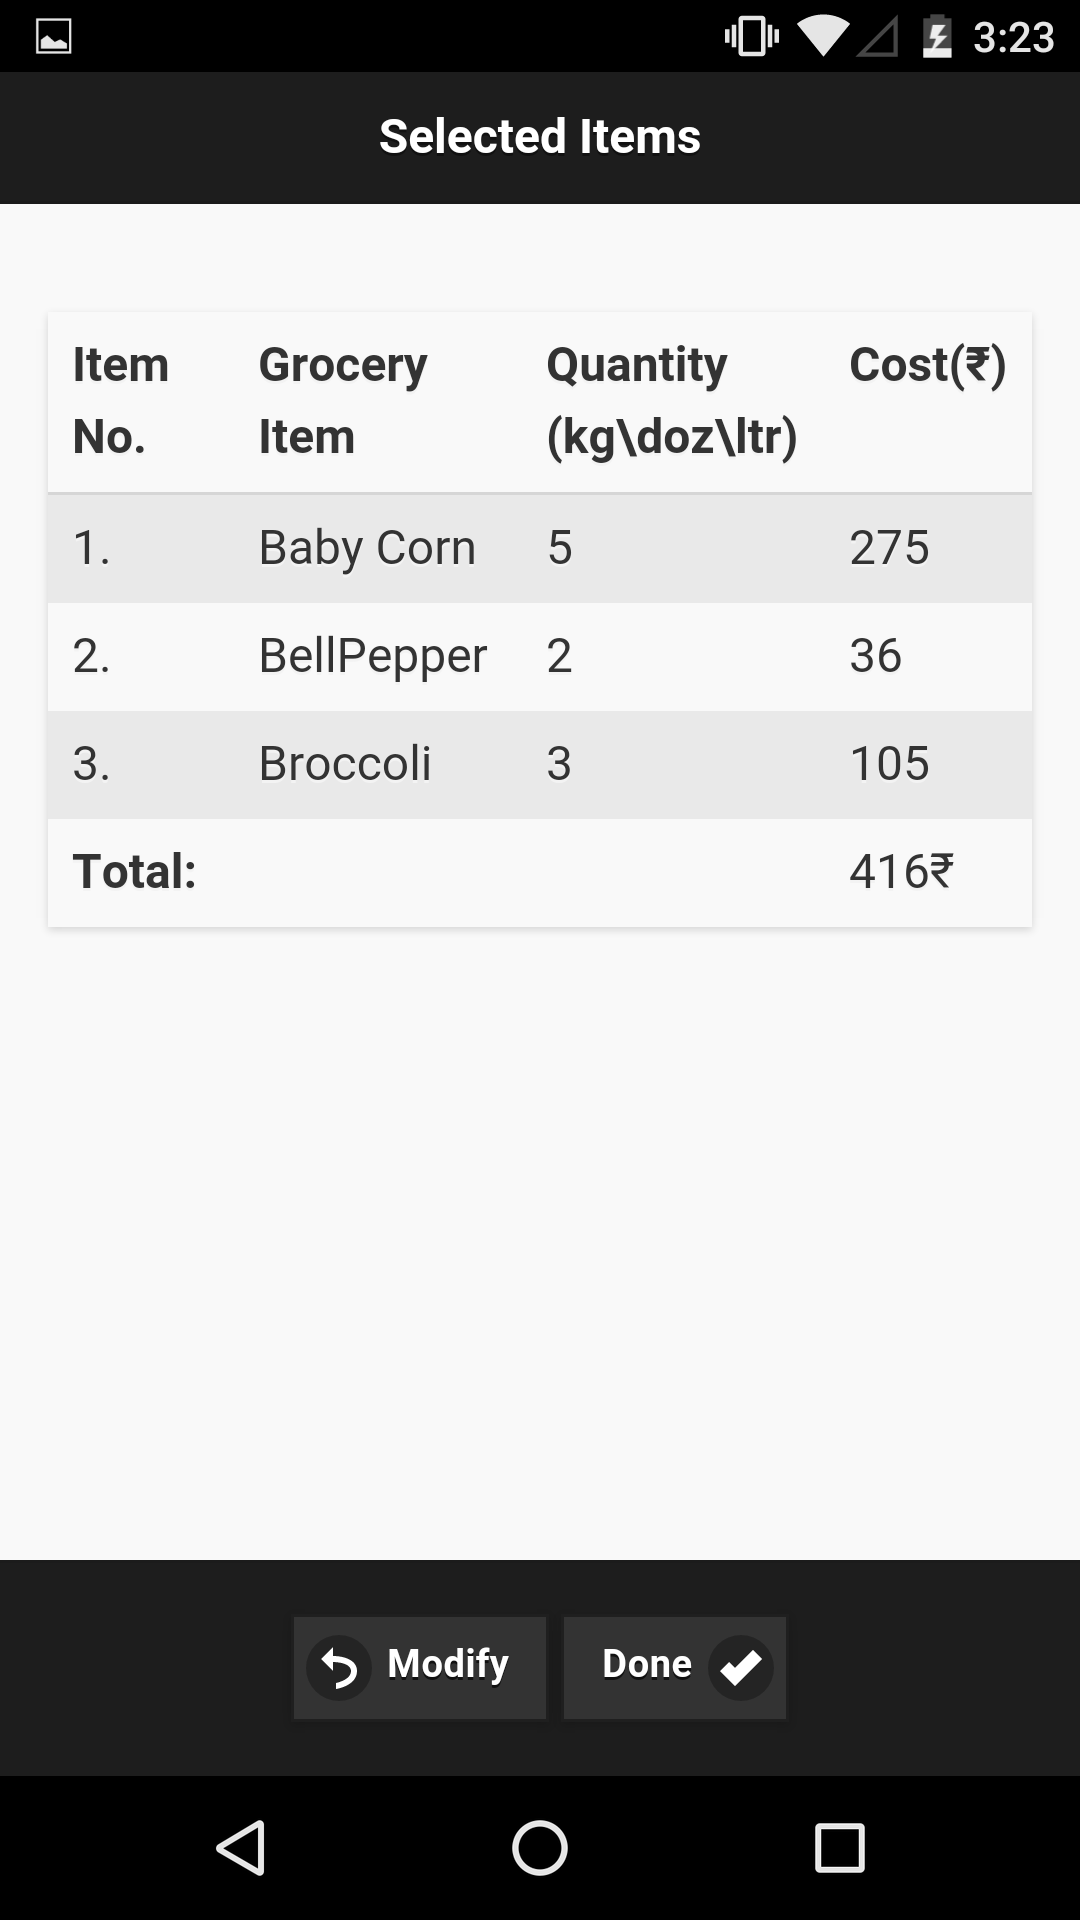 3:23
Selected Items
Item No. Grocery Item Quantity (kg\doz\ltr) Cost(₹)
1. Baby Corn 5 275
2. BellPepper 2 36
3. Broccoli 3 105
Total: 416₹
Modify Done